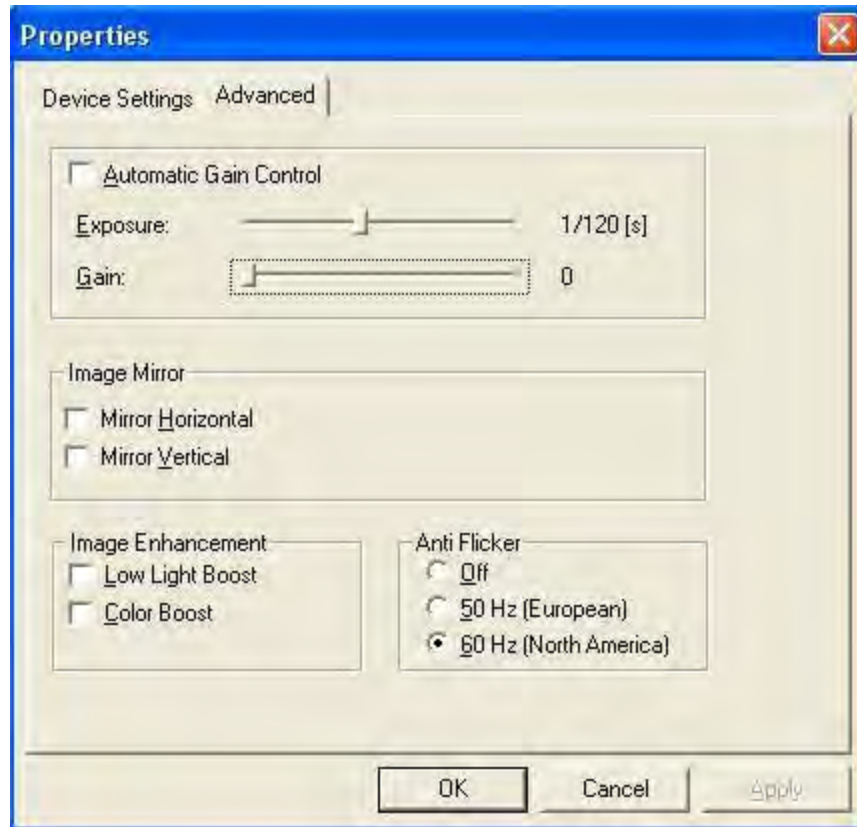 Properties
Device Settings Advanced
Automatic Gain Control
Exposure: 1/120 [s]
Gain: 0
Image Mirror
Mirror Horizontal
Mirror Vertical
Image Enhancement Anti Flicker
Low Light Boost Off
Color Boost 50 Hz (European)
60 Hz (North America)
OK Cancel Apply